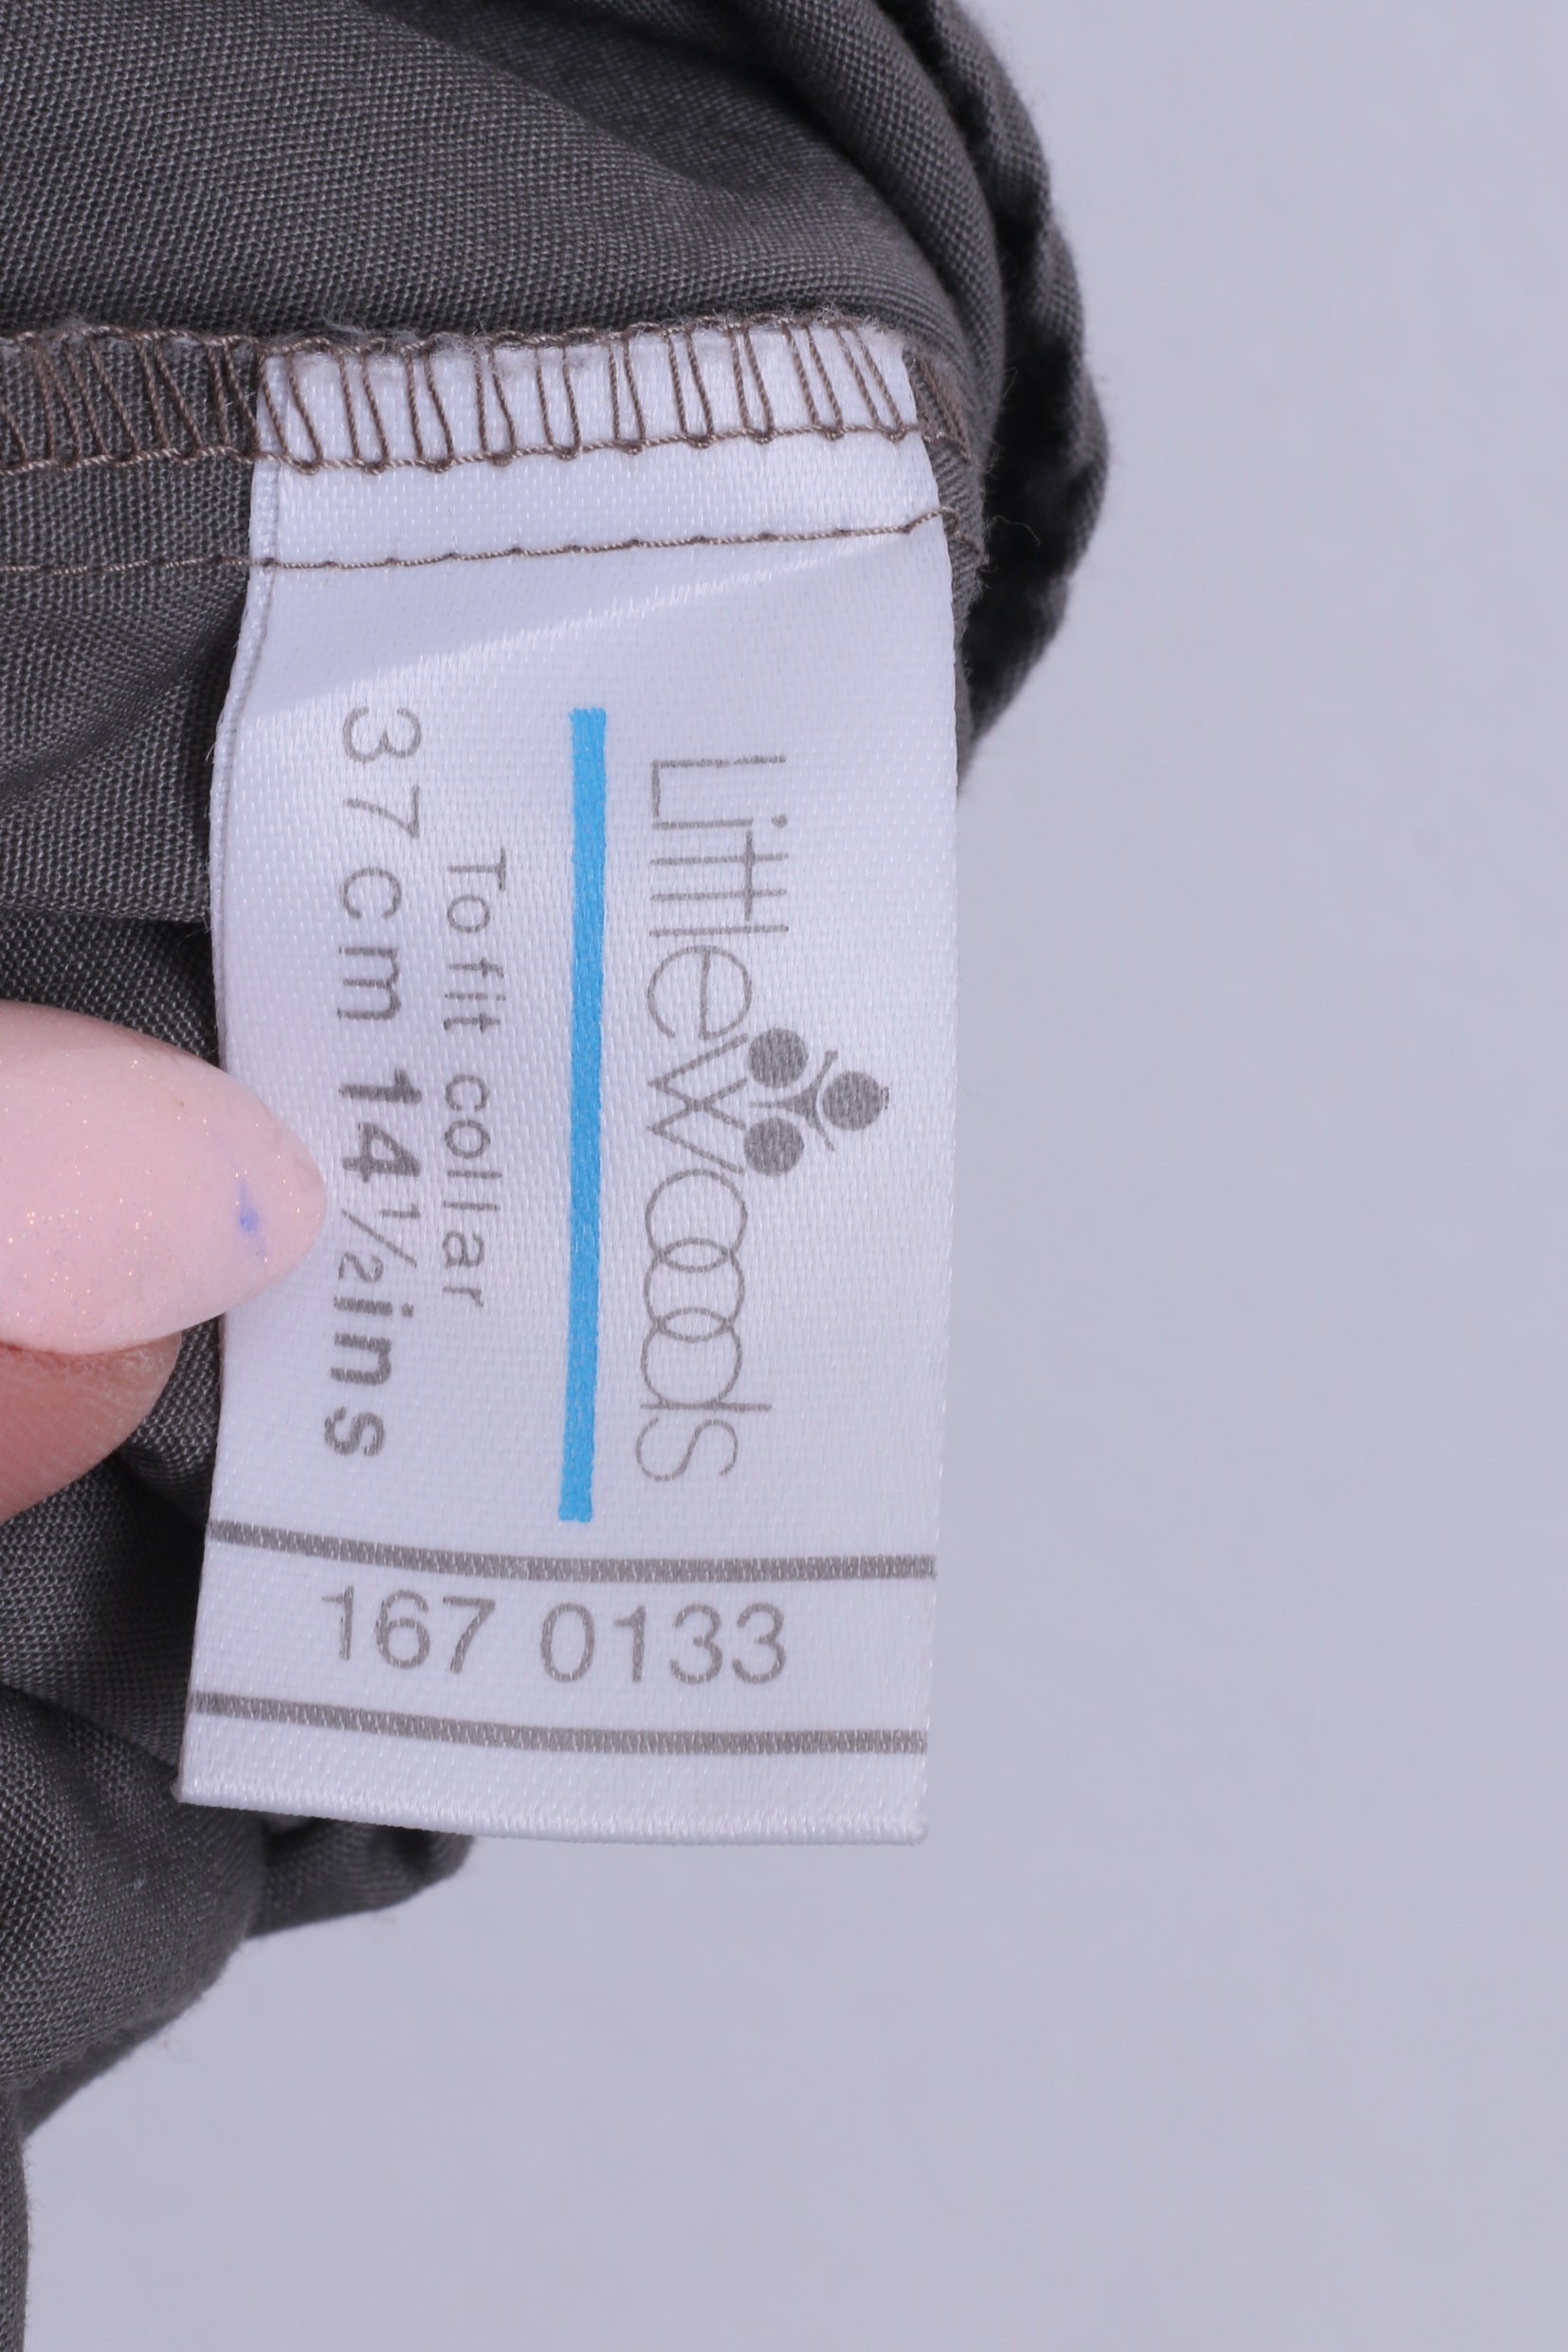 Littlewoods
To fit collar
37cm 14½ins
167 0133